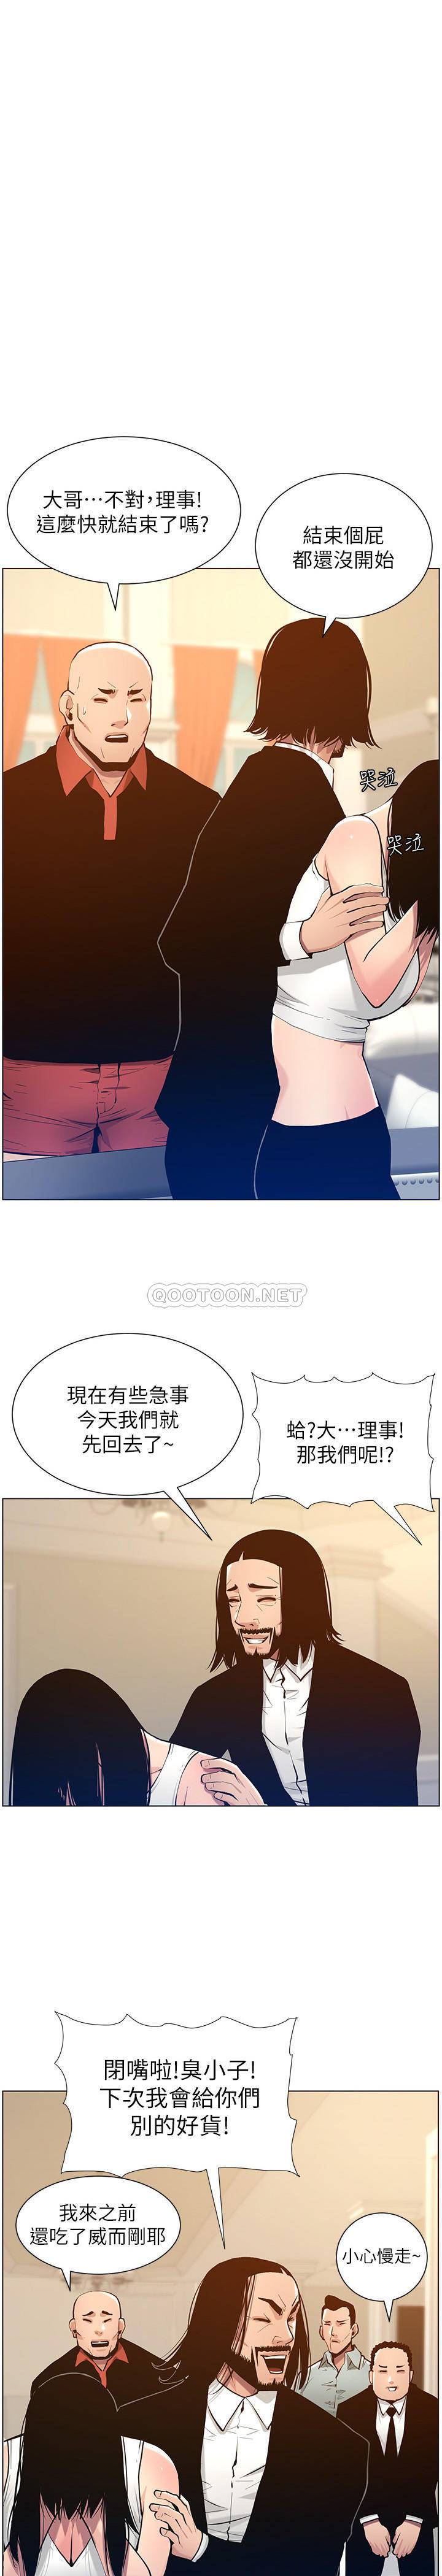 大哥⋯不對,理事!
這麼快就結束了嗎?
結束個屁
都還沒開始
哭泣
哭泣
QOOTOON.NET
現在有些急事
今天我們就
先回去了~
蛤?大⋯理事!
那我們呢!?
閉嘴啦!臭小子!
下次我會給你們
別的好貨!
我來之前
還吃了威而剛耶
小心慢走~